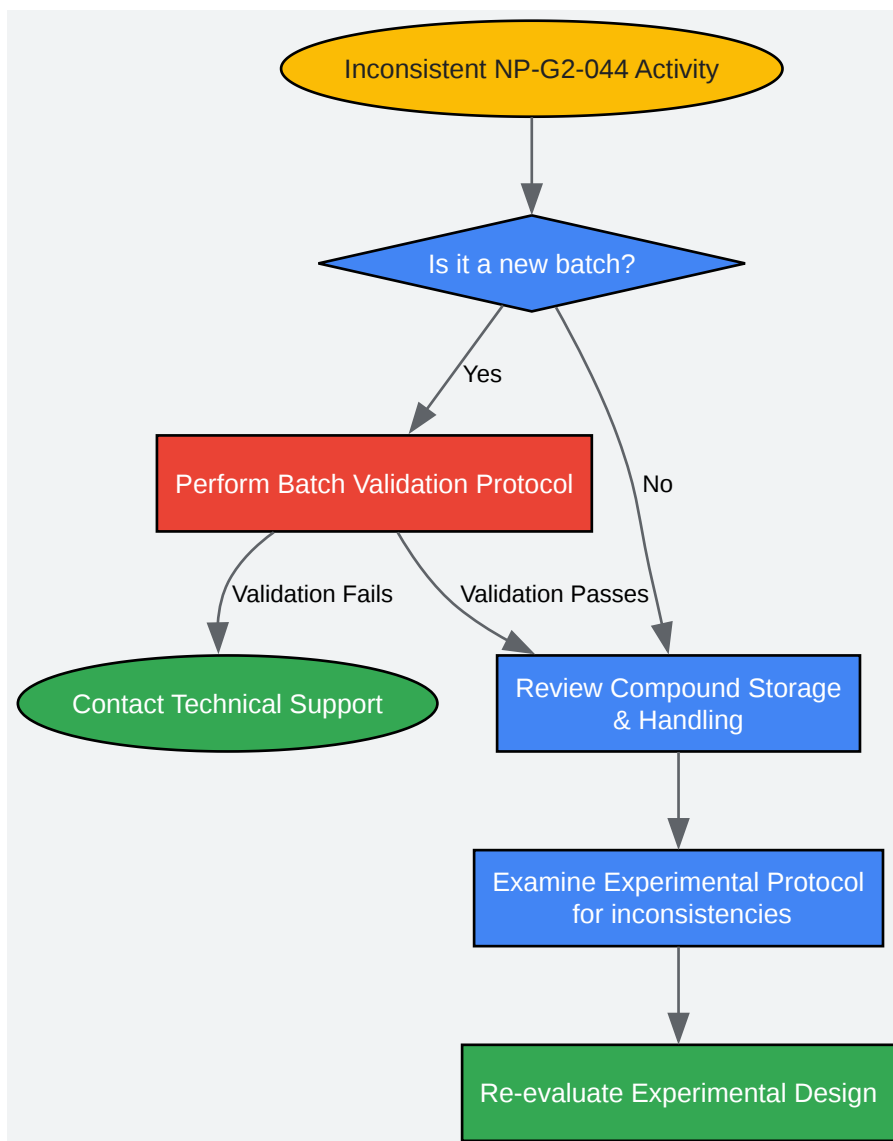 Inconsistent NP-G2-044 Activity
Is it a new batch?
Yes
Perform Batch Validation Protocol
No
Validation Fails
Validation Passes
Contact Technical Support
Review Compound Storage
& Handling
Examine Experimental Protocol
for inconsistencies
Re-evaluate Experimental Design